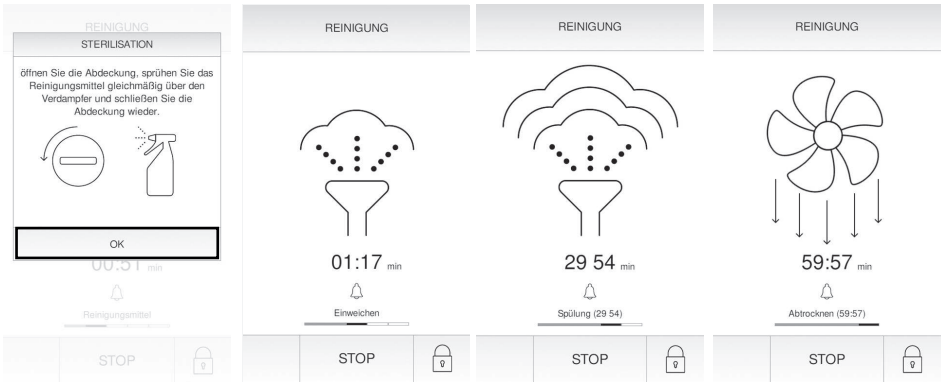 REINIGUNG
STERILISATION
öffnen Sie die Abdeckung, sprühen Sie das
Reinigungsmittel gleichmäßig über den
Verdampfer und schließen Sie die
Abdeckung wieder.
OK
00:51 min
Reinigungsmittel
STOP
REINIGUNG
01:17 min
Einweichen
STOP
REINIGUNG
29 54 min
Spülung (29 54)
STOP
REINIGUNG
59:57 min
Abtrocknen (59:57)
STOP